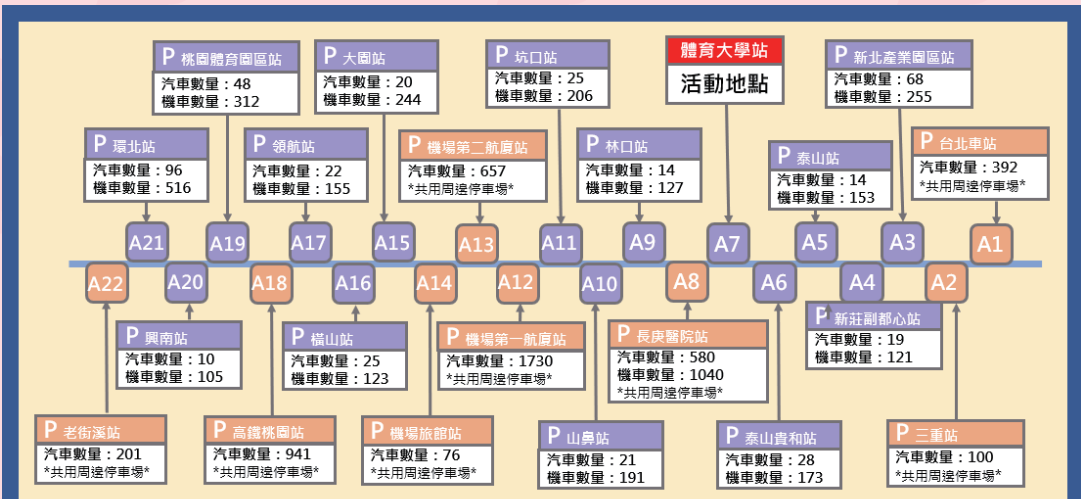 P 桃園體育園區站
汽車數量：48
機車數量：312
P 大園站
汽車數量：20
機車數量：244
P 坑口站
汽車數量：25
機車數量：206
體育大學站
活動地點
P 新北產業園區站
汽車數量：68
機車數量：255
P 環北站
汽車數量：96
機車數量：516
P 領航站
汽車數量：22
機車數量：155
P 機場第二航廈站
汽車數量：657
*共用周邊停車場*
P 林口站
汽車數量：14
機車數量：127
P 泰山站
汽車數量：14
機車數量：153
P 台北車站
汽車數量：392
*共用周邊停車場*
A21 A19 A17 A15 A13 A11 A9 A7 A5 A3 A1
A22 A20 A18 A16 A14 A12 A10 A8 A6 A4 A2
P 興南站
汽車數量：10
機車數量：105
P 橫山站
汽車數量：25
機車數量：123
P 機場第一航廈站
汽車數量：1730
*共用周邊停車場*
P 長庚醫院站
汽車數量：580
機車數量：1040
*共用周邊停車場*
P 新莊副都心站
汽車數量：19
機車數量：121
P 老街溪站
汽車數量：201
*共用周邊停車場*
P 高鐵桃園站
汽車數量：941
*共用周邊停車場*
P 機場旅館站
汽車數量：76
*共用周邊停車場*
P 山鼻站
汽車數量：21
機車數量：191
P 泰山貴和站
汽車數量：28
機車數量：173
P 三重站
汽車數量：100
*共用周邊停車場*